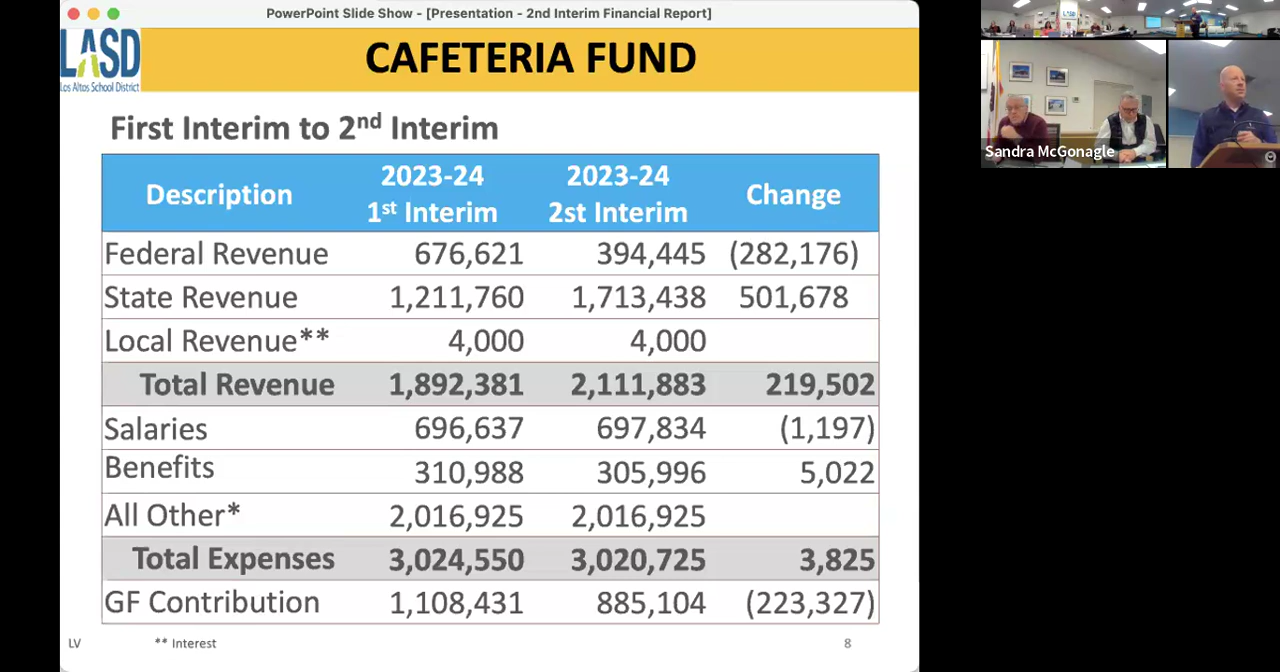 PowerPoint Slide Show - [Presentation - 2nd Interim Financial Report]
LASD
Los Altos School District
CAFETERIA FUND
First Interim to 2nd Interim
Description 2023-24 1st Interim 2023-24 2st Interim Change
Federal Revenue 676,621 394,445 (282,176)
State Revenue 1,211,760 1,713,438 501,678
Local Revenue** 4,000 4,000
Total Revenue 1,892,381 2,111,883 219,502
Salaries 696,637 697,834 (1,197)
Benefits 310,988 305,996 5,022
All Other* 2,016,925 2,016,925
Total Expenses 3,024,550 3,020,725 3,825
GF Contribution 1,108,431 885,104 (223,327)
LV ** Interest 8
Sandra McGonagle